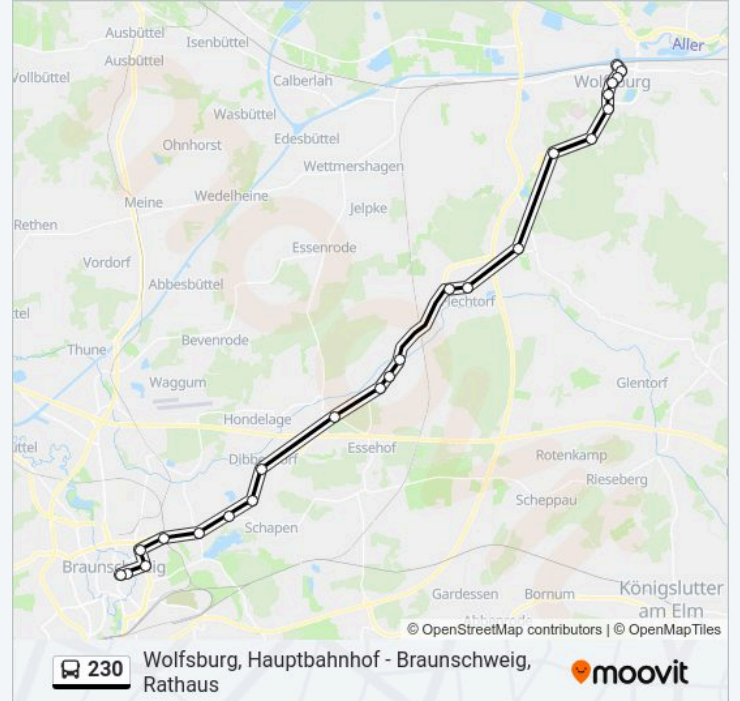 Ausbüttel
Isenbüttel
Aller
Ausbüttel
Vollbüttel
Calberlah
Wolfsburg
Wasbüttel
Edesbüttel
Ohnhorst
Wettmershagen
Wedelheine
Meine
Jelpke
Rethen
Essenrode
Vordorf
Abbesbüttel
lechtorf
Bevenrode
Thune
Waggum
Glentorf
Hondelage
Essehof
Rotenkamp
Dibbesdorf
Rieseberg
Scheppau
Schapen
Braunschweig
Gardessen
Bornum
Königslutter
am Elm
© OpenStreetMap contributors | © OpenMapTiles
230
Wolfsburg, Hauptbahnhof - Braunschweig,
Rathaus
moovit